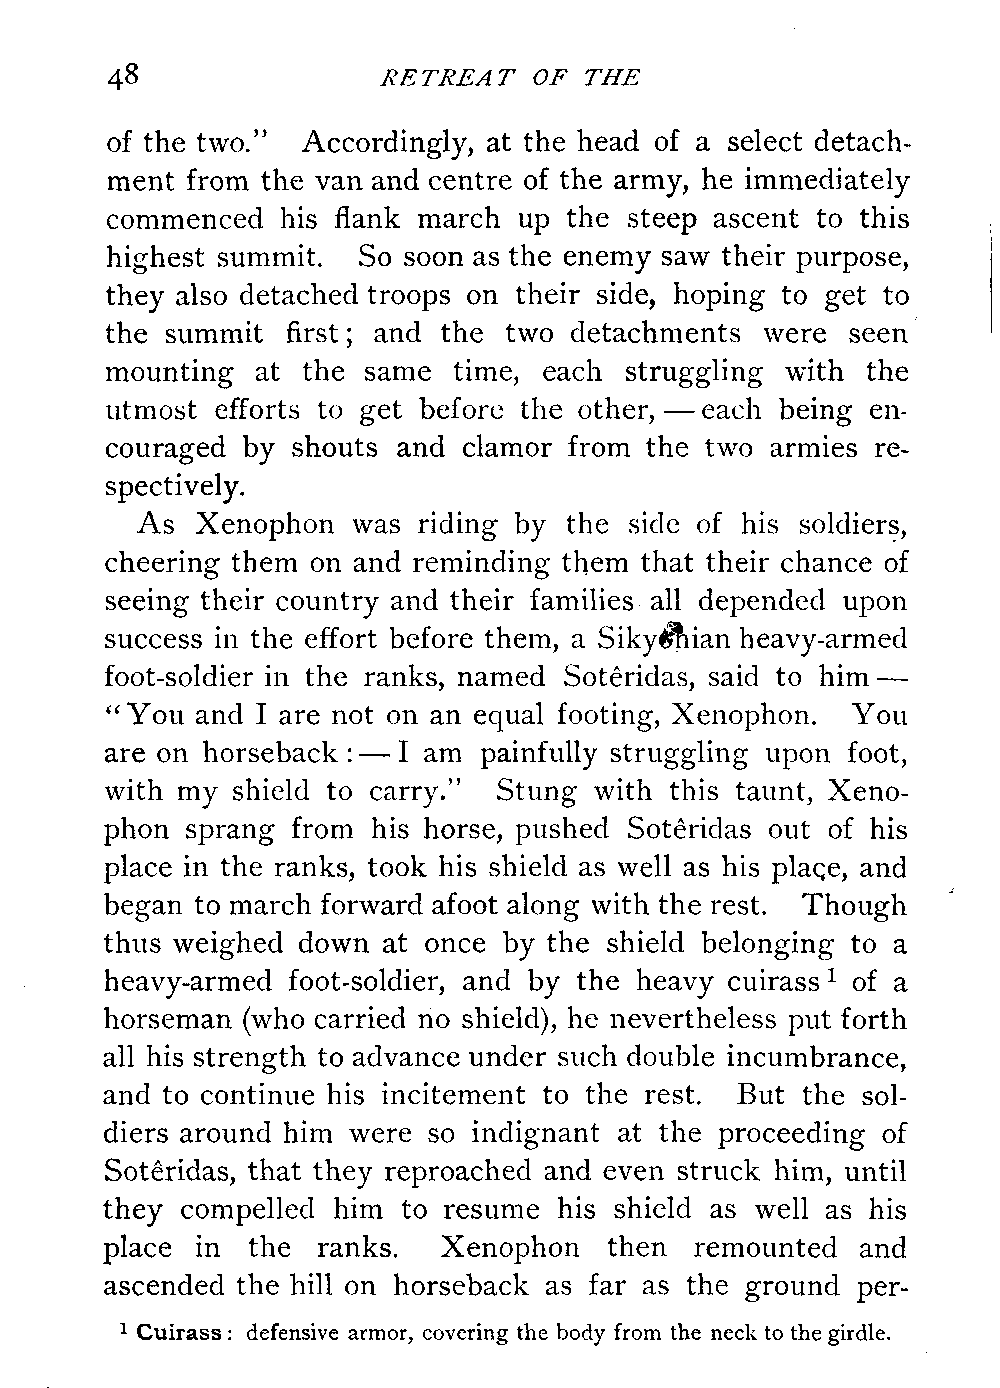 48 RETREAT OF THE
of the two." Accordingly, at the head of a select detach-
ment from the van and centre of the army, he immediately
commenced his flank march up the steep ascent to this
highest summit. So soon as the enemy saw their purpose,
they also detached troops on their side, hoping to get to
the summit first; and the two detachments were seen
mounting at the same time, each struggling with the
utmost efforts to get before the other, — each being en-
couraged by shouts and clamor from the two armies re-
spectively.
As Xenophon was riding by the side of his soldiers,
cheering them on and reminding them that their chance of
seeing their country and their families all depended upon
success in the effort before them, a heavy-armed
foot-soldier in the ranks, named Sotêridas, said to him —
"You and I are not on an equal footing, Xenophon. You
are on horseback : — I am painfully struggling upon foot,
with my shield to carry." Stung with this taunt, Xeno-
phon sprang from his horse, pushed Sotêridas out of his
place in the ranks, took his shield as well as his place, and
began to march forward afoot along with the rest. Though
thus weighed down at once by the shield belonging to a
heavy-armed foot-soldier, and by the heavy cuirass ¹ of a
horseman (who carried no shield), he nevertheless put forth
all his strength to advance under such double incumbrance,
and to continue his incitement to the rest. But the sol-
diers around him were so indignant at the proceeding of
Sotêridas, that they reproached and even struck him, until
they compelled him to resume his shield as well as his
place in the ranks. Xenophon then remounted and
ascended the hill on horseback as far as the ground per-
¹ Cuirass : defensive armor, covering the body from the neck to the girdle.